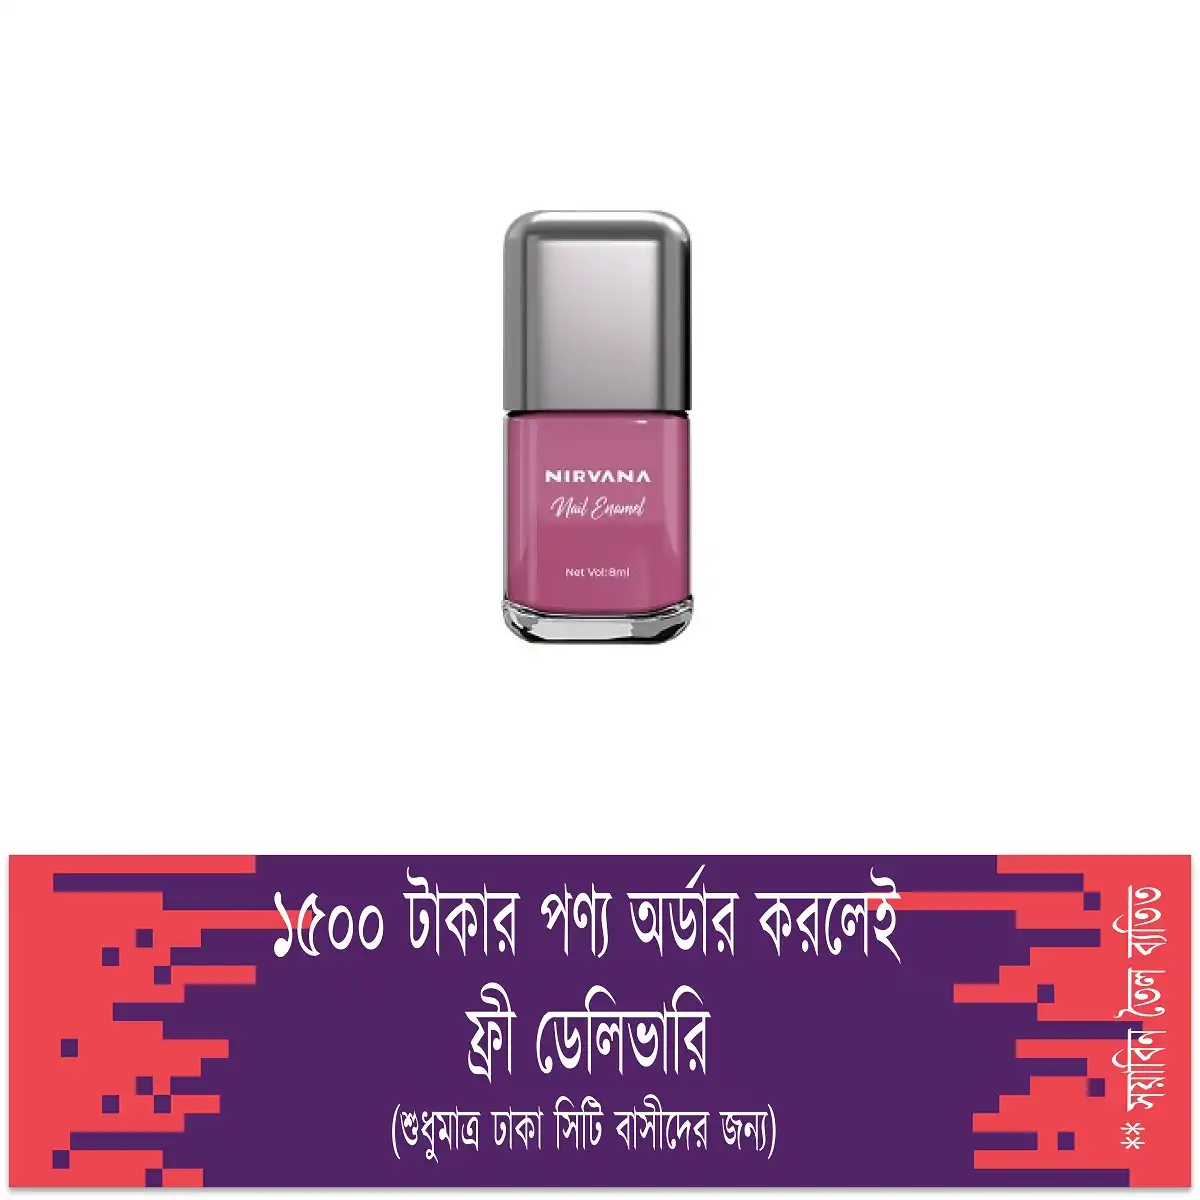 NIRVANA
Nail Enamel
Net Vol:8ml
১৫০০ টাকার পণ্য অর্ডার করলেই
ফ্রী ডেলিভারি
(শুধুমাত্র ঢাকা সিটি বাসীদের জন্য)
** সয়াবিন তৈল ব্যতিত